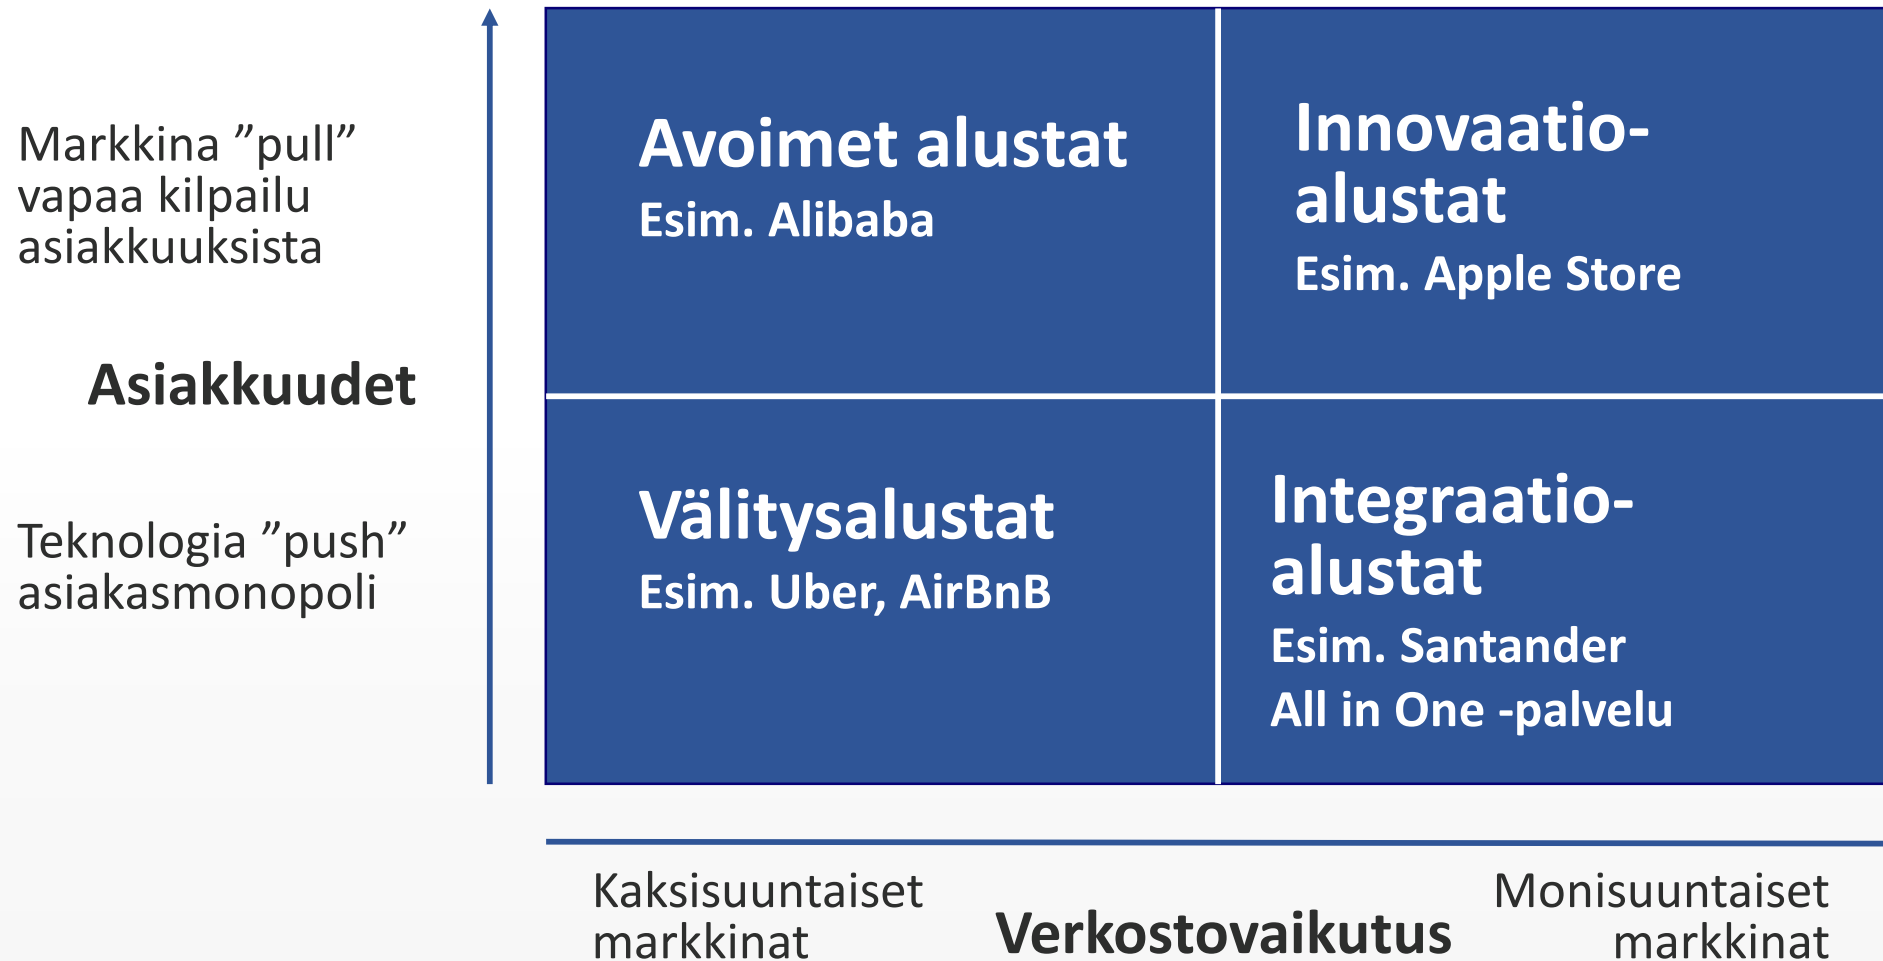 Markkina ”pull”
vapaa kilpailu
asiakkuuksista
Asiakkuudet
Teknologia ”push”
asiakasmonopoli
Avoimet alustat
Esim. Alibaba
Innovaatio-
alustat
Esim. Apple Store
Välitysalustat
Esim. Uber, AirBnB
Integraatio-
alustat
Esim. Santander
All in One -palvelu
Kaksisuuntaiset
markkinat
Verkostovaikutus
Monisuuntaiset
markkinat